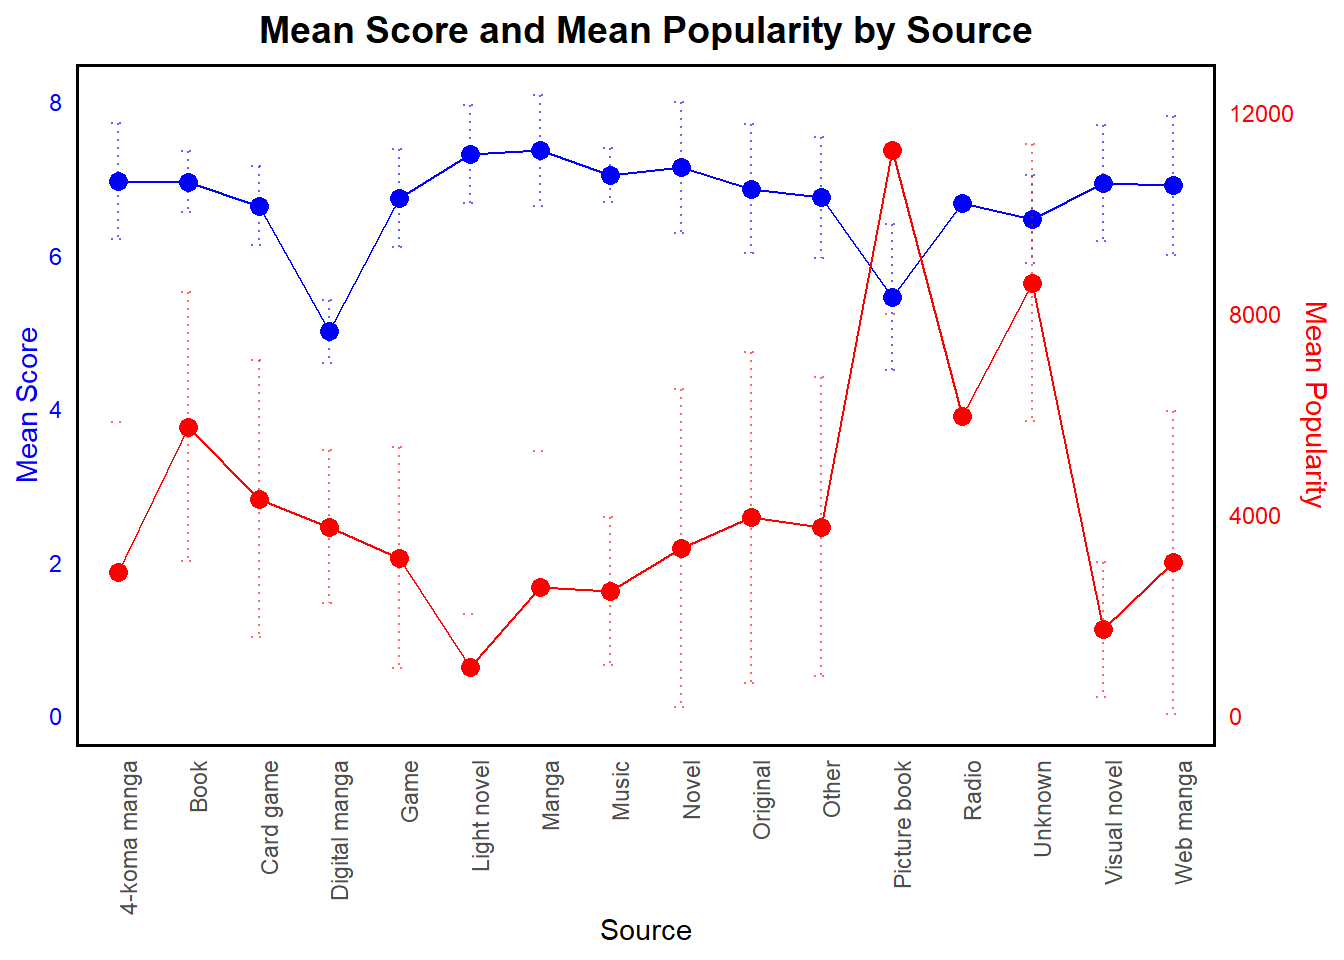 Mean Score and Mean Popularity by Source
8
6
4
2
0
Mean Score
12000
8000
4000
0
Mean Popularity
4-koma manga
Book
Card game
Digital manga
Game
Light novel
Manga
Music
Novel
Original
Other
Picture book
Radio
Unknown
Visual novel
Web manga
Source